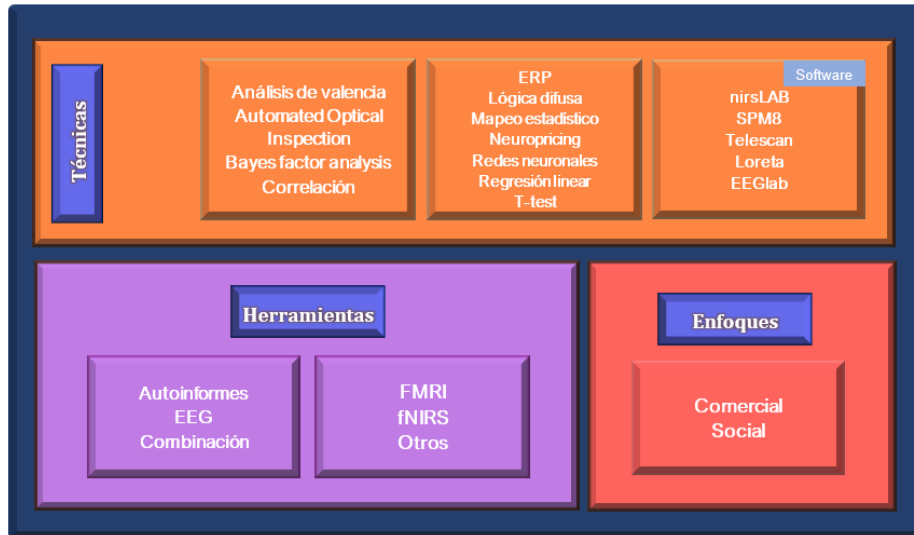 Técnicas
Análisis de valencia
Automated Optical
Inspection
Bayes factor analysis
Correlación
ERP
Lógica difusa
Mapeo estadístico
Neuropricing
Redes neuronales
Regresión linear
T-test
Software
nirsLAB
SPM8
Telescan
Loreta
EEGlab
Herramientas
Autoinformes
EEG
Combinación
FMRI
fNIRS
Otros
Enfoques
Comercial
Social